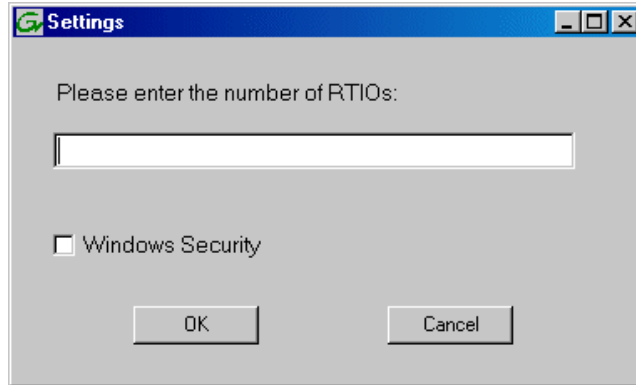 Settings
Please enter the number of RTIOs:
Windows Security
OK
Cancel